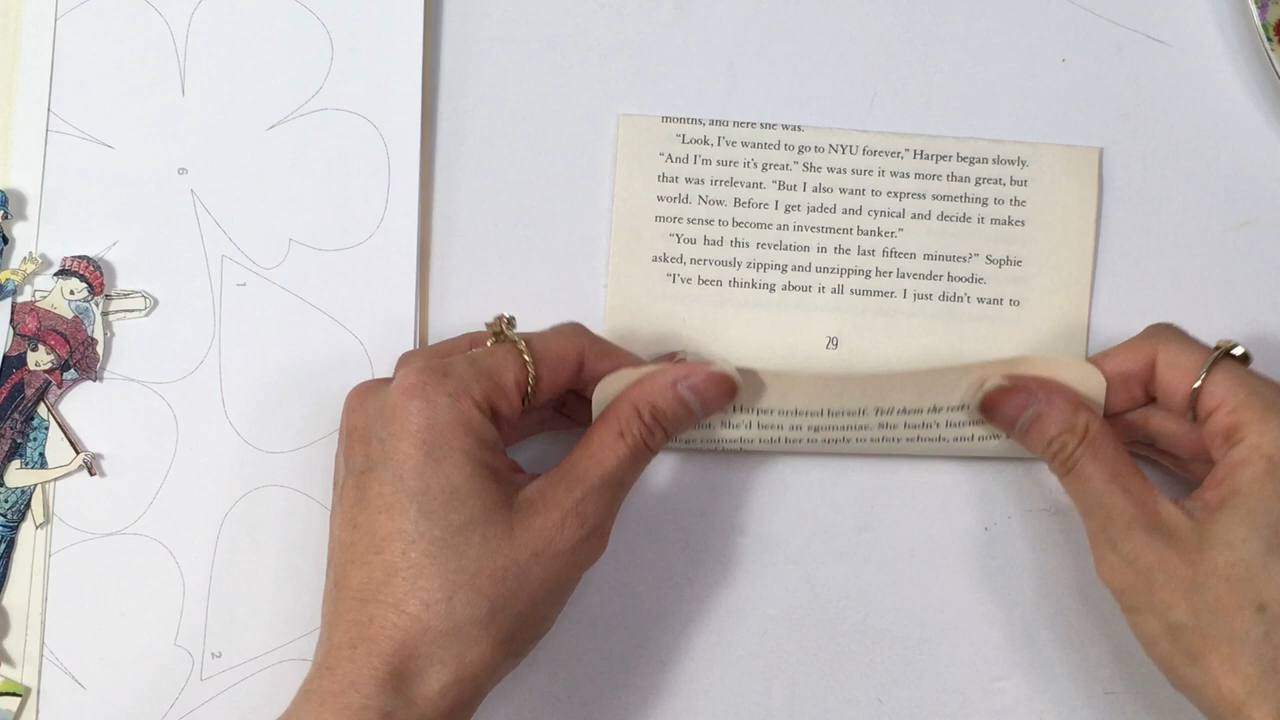 months, and here she was.
“Look, I’ve wanted to go to NYU forever,” Harper began slowly.
“And I’m sure it’s great.” She was sure it was more than great, but
that was irrelevant. “But I also want to express something to the
world. Now. Before I get jaded and cynical and decide it makes
more sense to become an investment banker.”
“You had this revelation in the last fifteen minutes?” Sophie
asked, nervously zipping and unzipping her lavender hoodie.
“I’ve been thinking about it all summer. I just didn’t want to
29
Harper ordered herself. Tell them the rest
not. She’d been an egomaniac. She hadn’t
counselor told her to apply to safety schools, and now
6
1
2